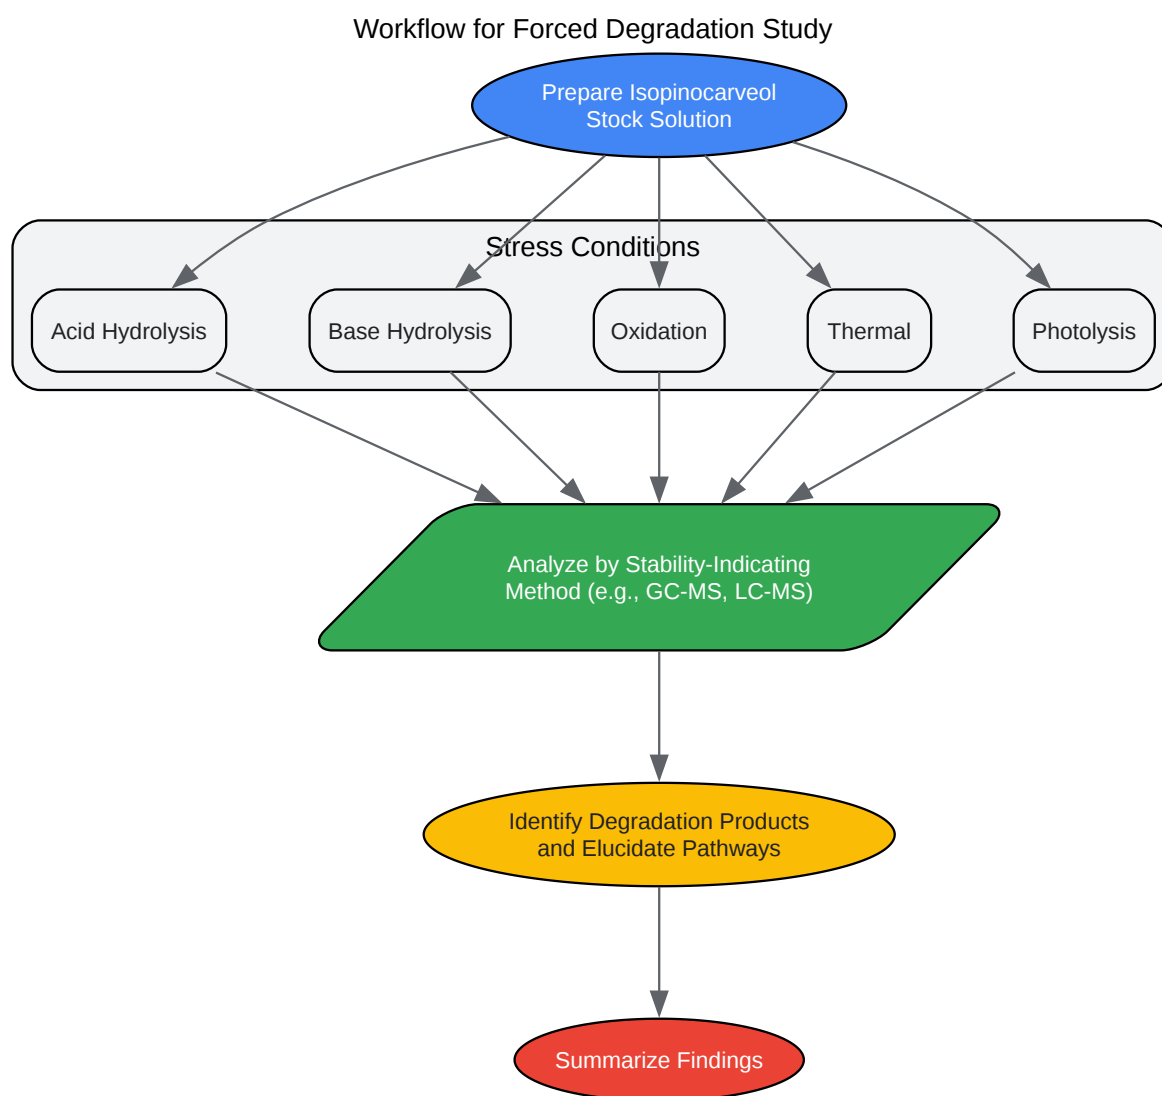 Workflow for Forced Degradation Study
Prepare Isopinocarveol
Stock Solution
Stress Conditions
Acid Hydrolysis
Base Hydrolysis
Oxidation
Thermal
Photolysis
Analyze by Stability-Indicating
Method (e.g., GC-MS, LC-MS)
Identify Degradation Products
and Elucidate Pathways
Summarize Findings